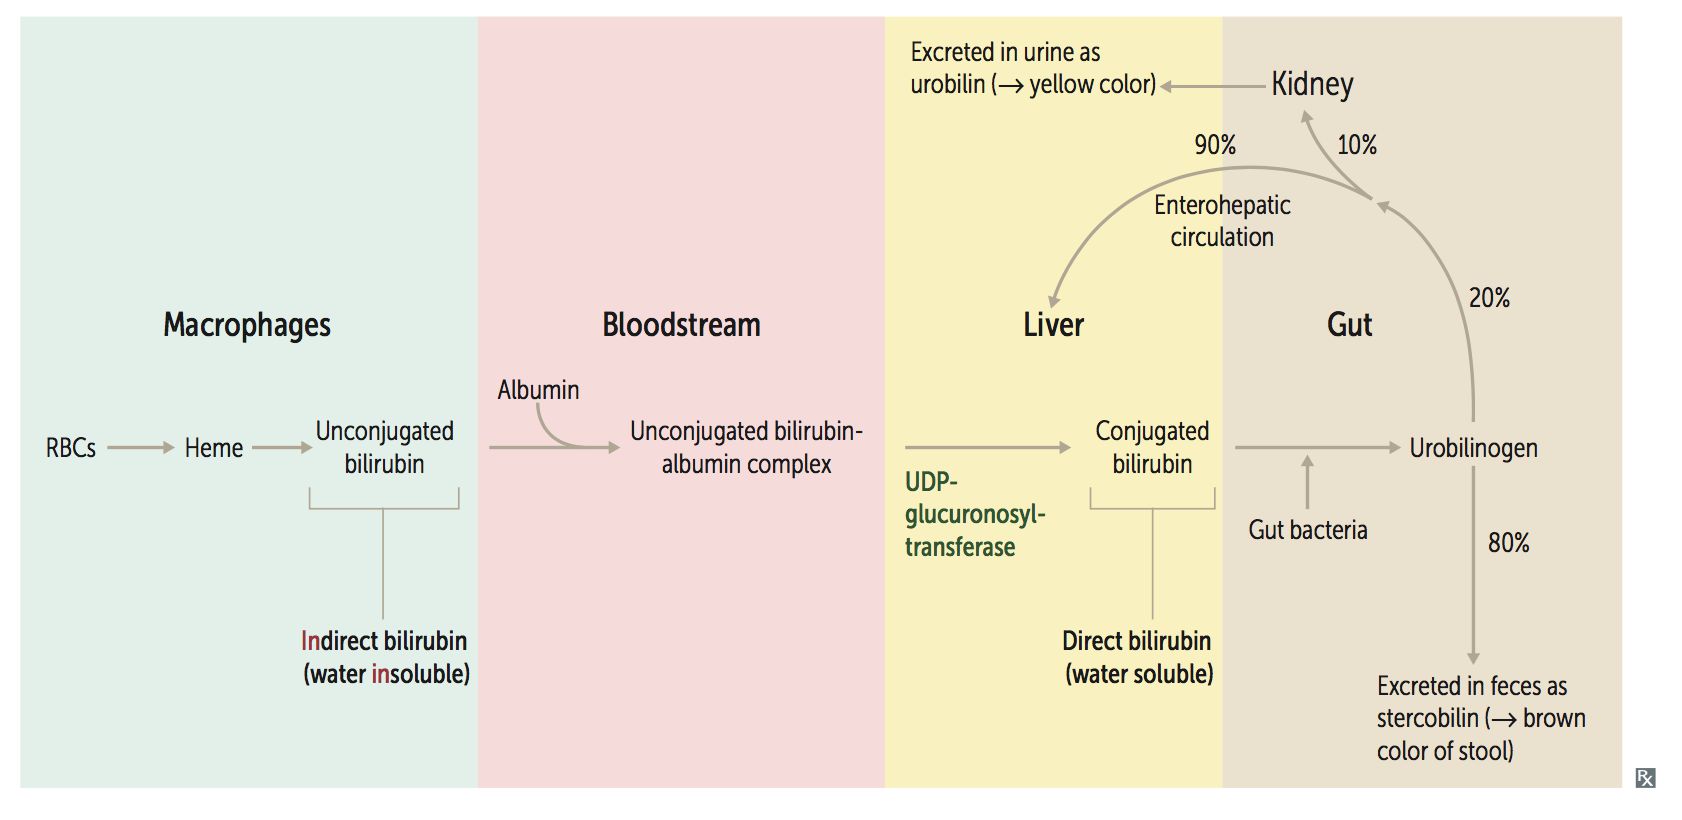 Excreted in urine as
urobilin (→ yellow color)
Kidney
90%
10%
Enterohepatic
circulation
20%
Macrophages
Bloodstream
Liver
Gut
Albumin
RBCs
Heme
Unconjugated
bilirubin
Unconjugated bilirubin-
albumin complex
UDP-
glucuronosyl-
transferase
Conjugated
bilirubin
Urobilinogen
Gut bacteria
80%
Indirect bilirubin
(water insoluble)
Direct bilirubin
(water soluble)
Excreted in feces as
stercobilin (→ brown
color of stool)
Rx